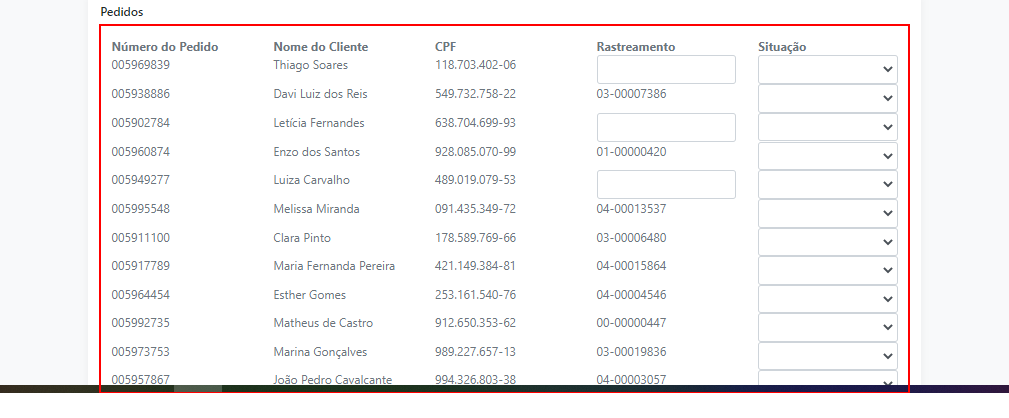 Pedidos
Número do Pedido Nome do Cliente CPF Rastreamento Situação
005969839 Thiago Soares 118.703.402-06
005938886 Davi Luiz dos Reis 549.732.758-22 03-00007386
005902784 Letícia Fernandes 638.704.699-93
005960874 Enzo dos Santos 928.085.070-99 01-00000420
005949277 Luiza Carvalho 489.019.079-53
005995548 Melissa Miranda 091.435.349-72 04-00013537
005911100 Clara Pinto 178.589.769-66 03-00006480
005917789 Maria Fernanda Pereira 421.149.384-81 04-00015864
005964454 Esther Gomes 253.161.540-76 04-00004546
005992735 Matheus de Castro 912.650.353-62 00-00000447
005973753 Marina Gonçalves 989.227.657-13 03-00019836
005957867 João Pedro Cavalcante 994.326.803-38 04-00003057